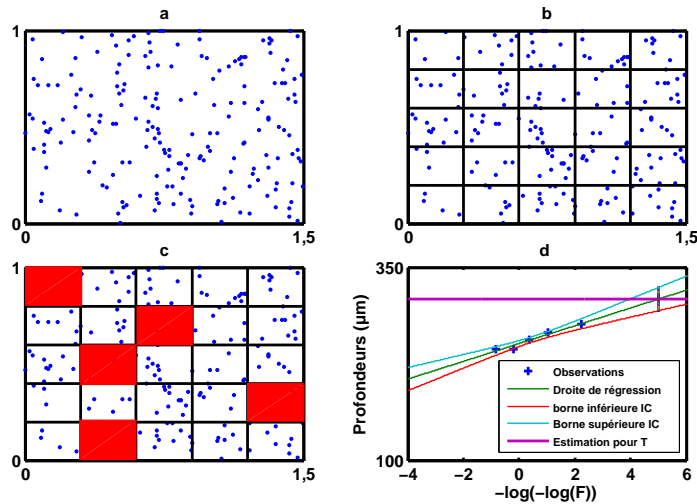 a
1
0
0
1,5
b
1
0
0
1,5
c
1
0
0
1,5
d
350
100
Profondeurs (µm)
−4
−2
0
2
4
6
−log(−log(F))
Observations
Droite de régression
borne inférieure IC
Borne supérieure IC
Estimation pour T